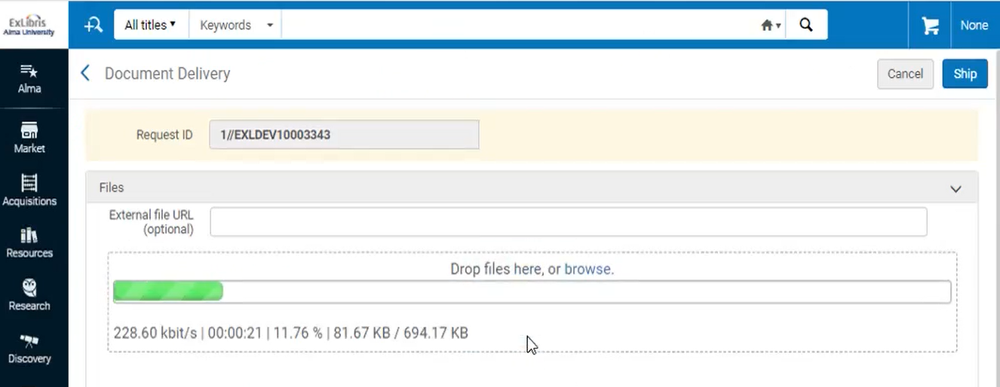 ExLibris
Alma University
All titles
Keywords
None
Alma
Document Delivery
Cancel
Ship
Market
Request ID
1//EXLDEV10003343
Acquisitions
Files
External file URL
(optional)
Resources
Drop files here, or browse.
Research
228.60 kbit/s | 00:00:21 | 11.76 % | 81.67 KB / 694.17 KB
Discovery